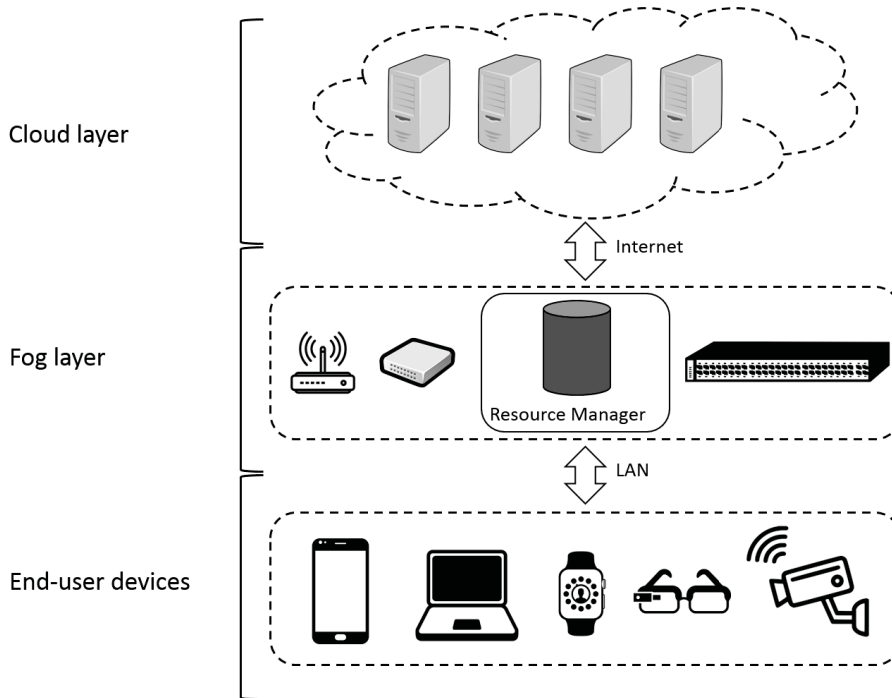 Cloud layer
Internet
Fog layer
Resource Manager
LAN
End-user devices